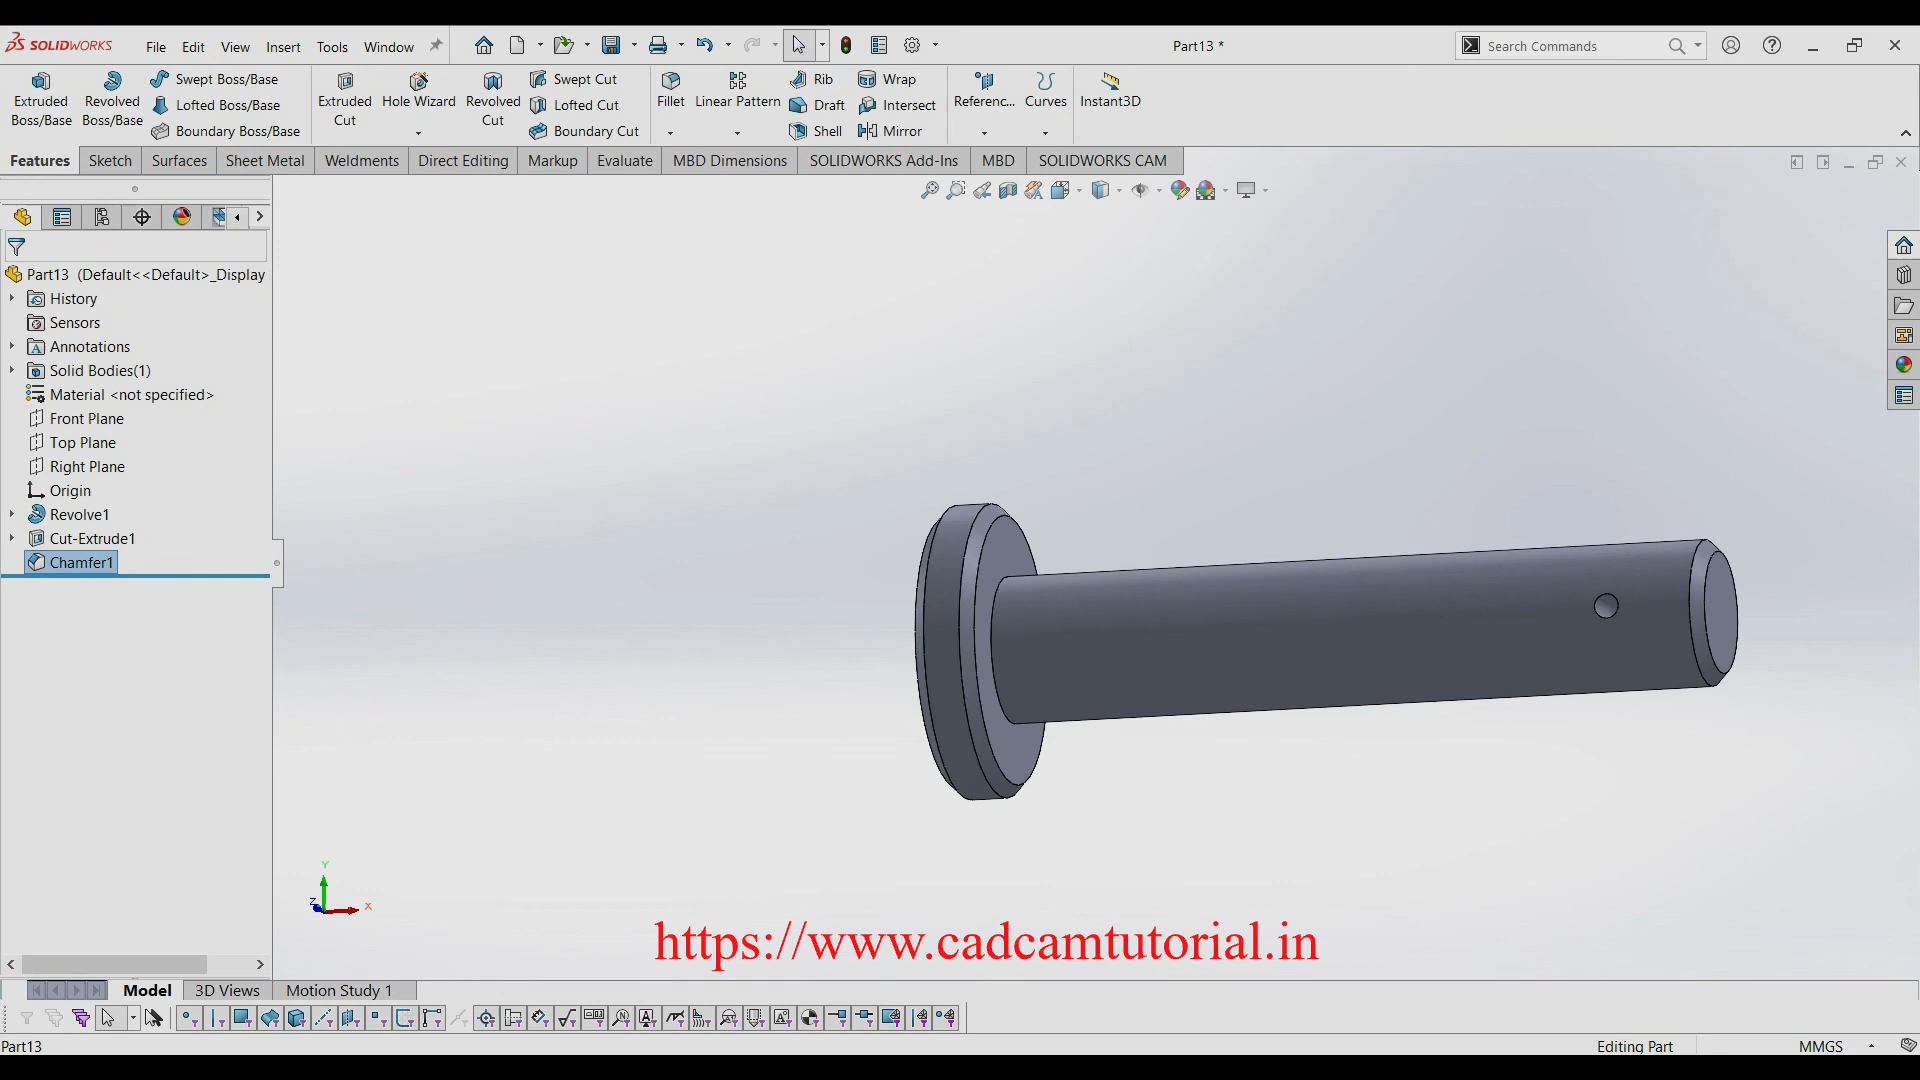 SOLIDWORKS File Edit View Insert Tools Window Part13 * Search Commands
Extruded Boss/Base
Revolved Boss/Base
Swept Boss/Base
Lofted Boss/Base
Boundary Boss/Base
Extruded Cut
Hole Wizard
Revolved Cut
Swept Cut
Lofted Cut
Boundary Cut
Fillet
Linear Pattern
Rib
Draft
Shell
Wrap
Intersect
Mirror
Referenc...
Curves
Instant3D
Features Sketch Surfaces Sheet Metal Weldments Direct Editing Markup Evaluate MBD Dimensions SOLIDWORKS Add-Ins MBD SOLIDWORKS CAM
Part13 (Default<<Default>_Display
History
Sensors
Annotations
Solid Bodies(1)
Material <not specified>
Front Plane
Top Plane
Right Plane
Origin
Revolve1
Cut-Extrude1
Chamfer1
Y
Z
X
https://www.cadcamtutorial.in
Model 3D Views Motion Study 1
Part13 Editing Part MMGS